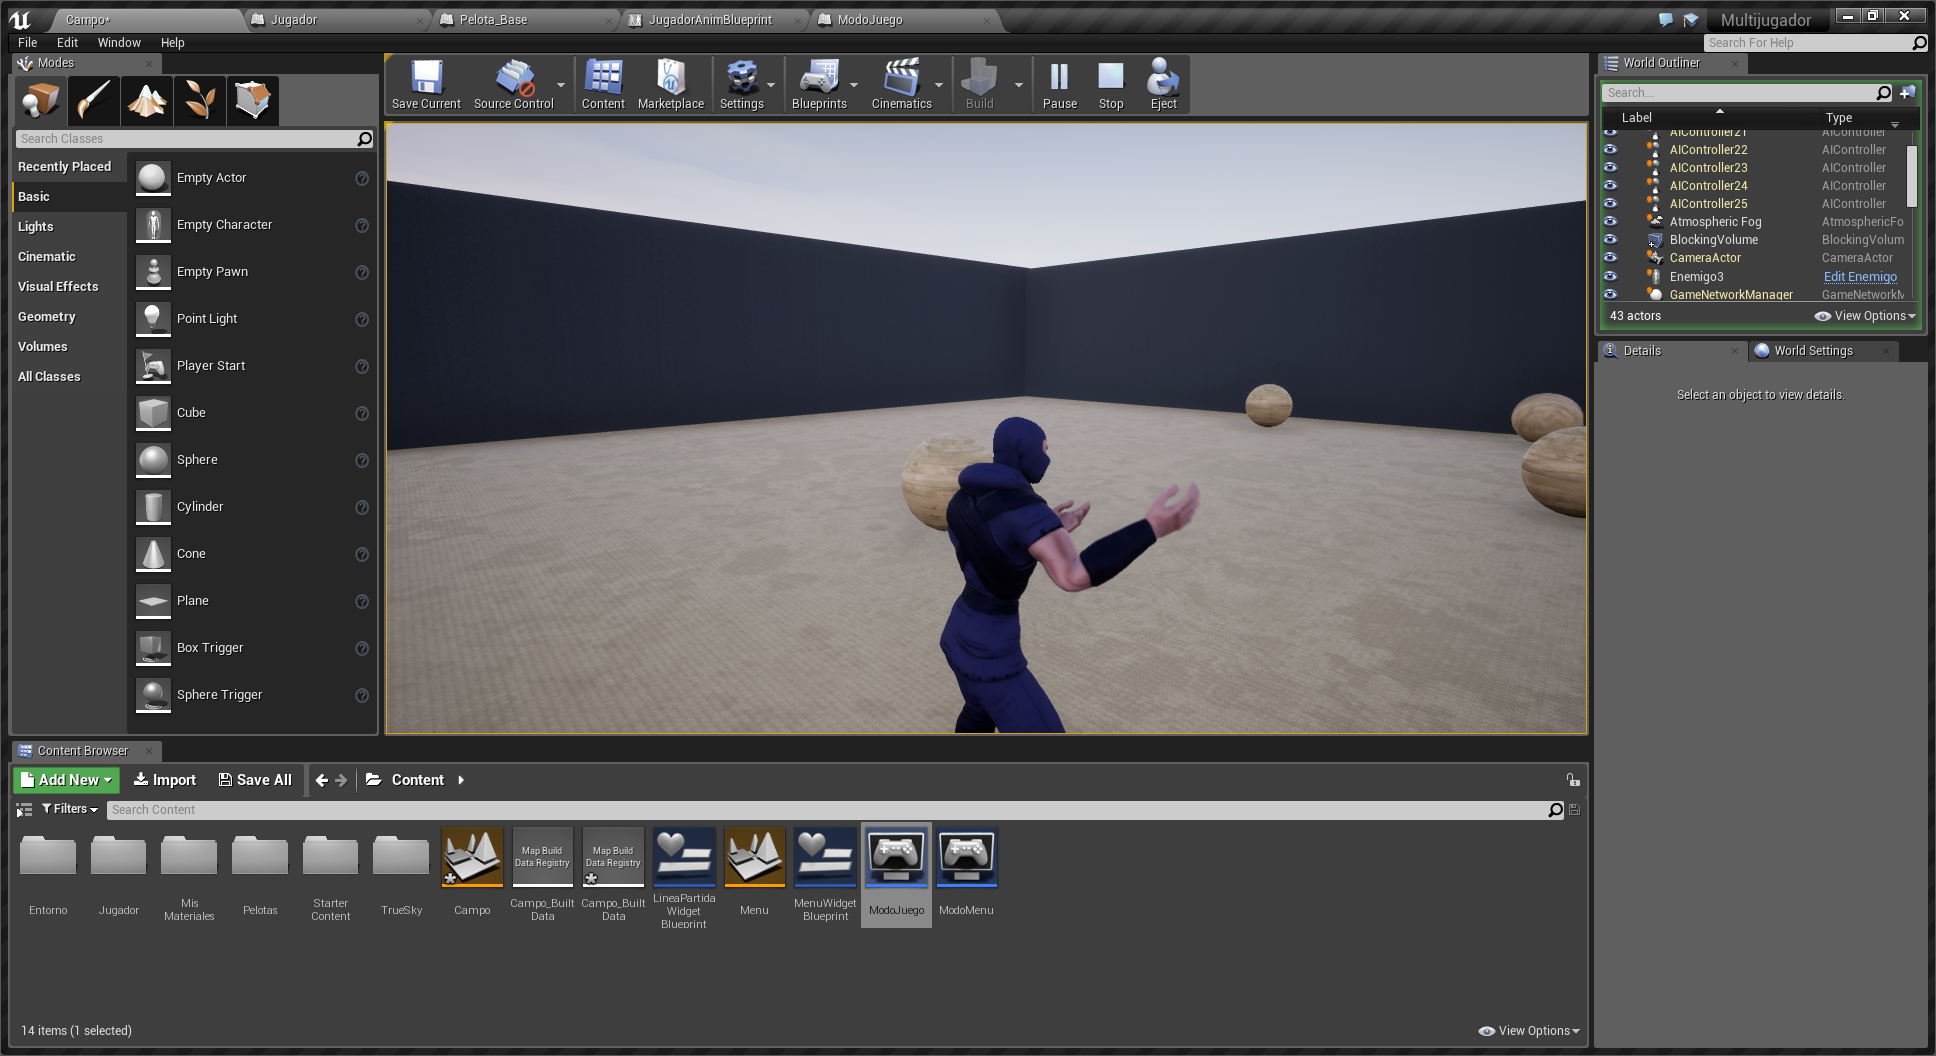 Campo*
Jugador
Pelota_Base
JugadorAnimBlueprint
ModoJuego
Multijugador
File Edit Window Help
Search For Help
Modes
Search Classes
Recently Placed
Basic
Lights
Cinematic
Visual Effects
Geometry
Volumes
All Classes
Empty Actor
Empty Character
Empty Pawn
Point Light
Player Start
Cube
Sphere
Cylinder
Cone
Plane
Box Trigger
Sphere Trigger
Save Current
Source Control
Content
Marketplace
Settings
Blueprints
Cinematics
Build
Pause
Stop
Eject
World Outliner
Search...
Label Type
AIController21 AIController
AIController22 AIController
AIController23 AIController
AIController24 AIController
AIController25 AIController
Atmospheric Fog AtmosphericFo
BlockingVolume BlockingVolum
CameraActor CameraActor
Enemigo3 Edit Enemigo
GameNetworkManager GameNetworkM
43 actors
View Options
Details
World Settings
Select an object to view details.
Content Browser
Add New
Import
Save All
Content
Filters
Search Content
Map Build
Data Registry
Map Build
Data Registry
Entorno
Jugador
Mis
Materiales
Pelotas
Starter
Content
TrueSky
Campo
Campo_Built
Data
Campo_Built
Data
LineaPartida
Widget
Blueprint
Menu
MenuWidget
Blueprint
ModoJuego
ModoMenu
14 items (1 selected)
View Options